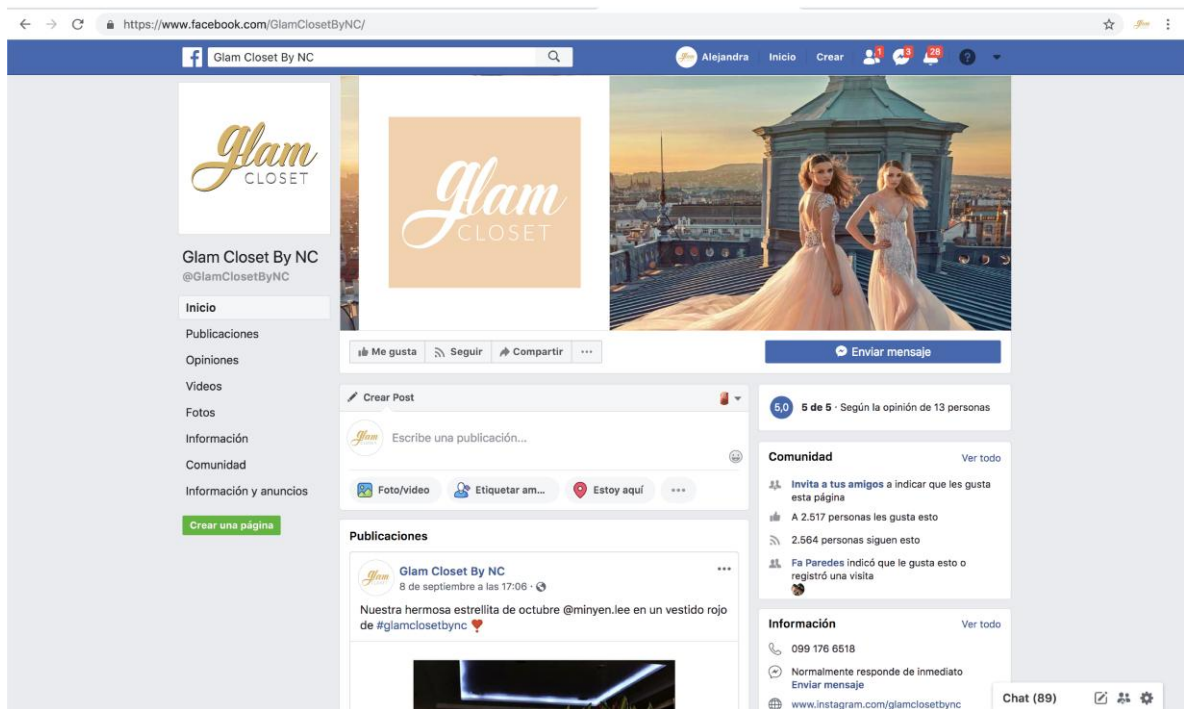 https://www.facebook.com/GlamClosetByNC/
Glam Closet By NC
Alejandra
Inicio
Crear
1
3
28
glam
CLOSET
glam
CLOSET
Glam Closet By NC
@GlamClosetByNC
Inicio
Publicaciones
Opiniones
Videos
Fotos
Información
Comunidad
Información y anuncios
Crear una página
Me gusta
Seguir
Compartir
Enviar mensaje
Crear Post
Escribe una publicación...
Foto/video
Etiquetar am...
Estoy aquí
Publicaciones
Glam Closet By NC
8 de septiembre a las 17:06 ·
Nuestra hermosa estrellita de octubre @minyen.lee en un vestido rojo
de #glamclosetbync
5,0 5 de 5 · Según la opinión de 13 personas
Comunidad Ver todo
Invita a tus amigos a indicar que les gusta
esta página
A 2.517 personas les gusta esto
2.564 personas siguen esto
Fa Paredes indicó que le gusta esto o
registró una visita
Información Ver todo
099 176 6518
Normalmente responde de inmediato
Enviar mensaje
www.instagram.com/glamclosetbync
Chat (89)